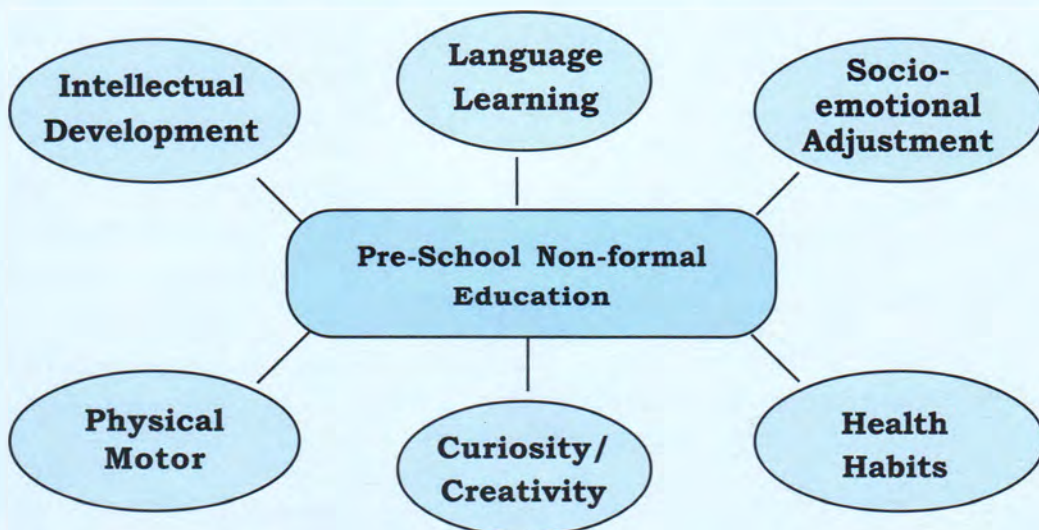 Intellectual
Development
Language
Learning
Socio-
emotional
Adjustment
Pre-School Non-formal
Education
Physical
Motor
Curiosity/
Creativity
Health
Habits